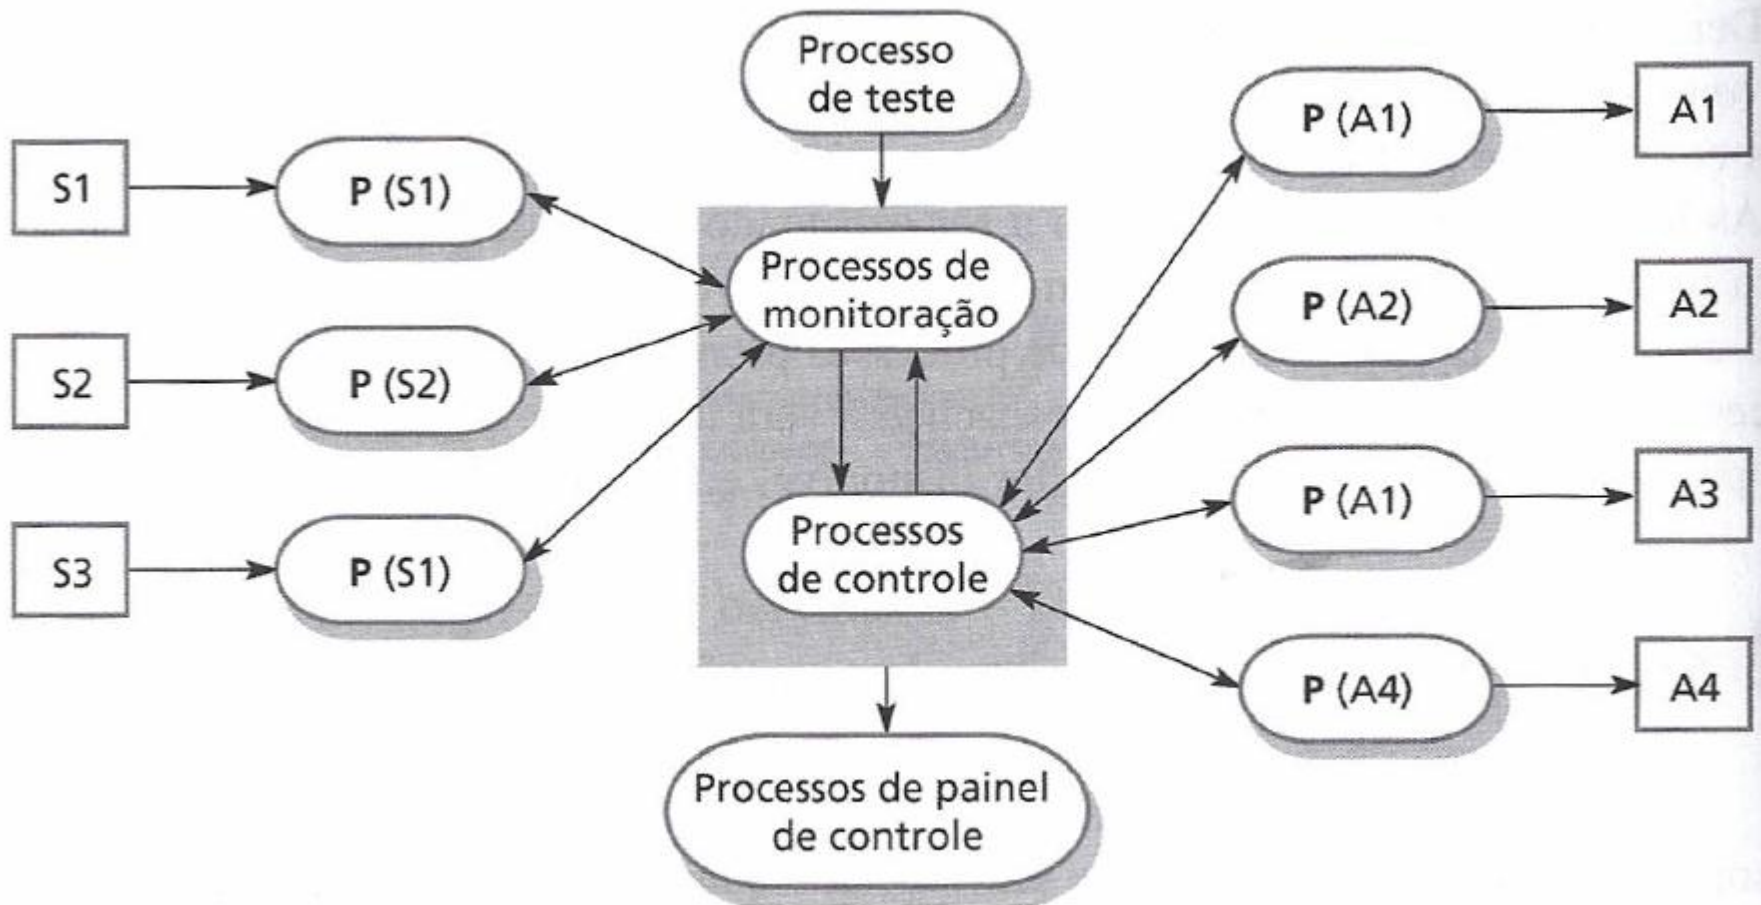 Processo
de teste
S1
P (S1)
S2
P (S2)
S3
P (S1)
Processos de
monitoração
Processos
de controle
Processos de painel
de controle
P (A1)
A1
P (A2)
A2
P (A1)
A3
P (A4)
A4